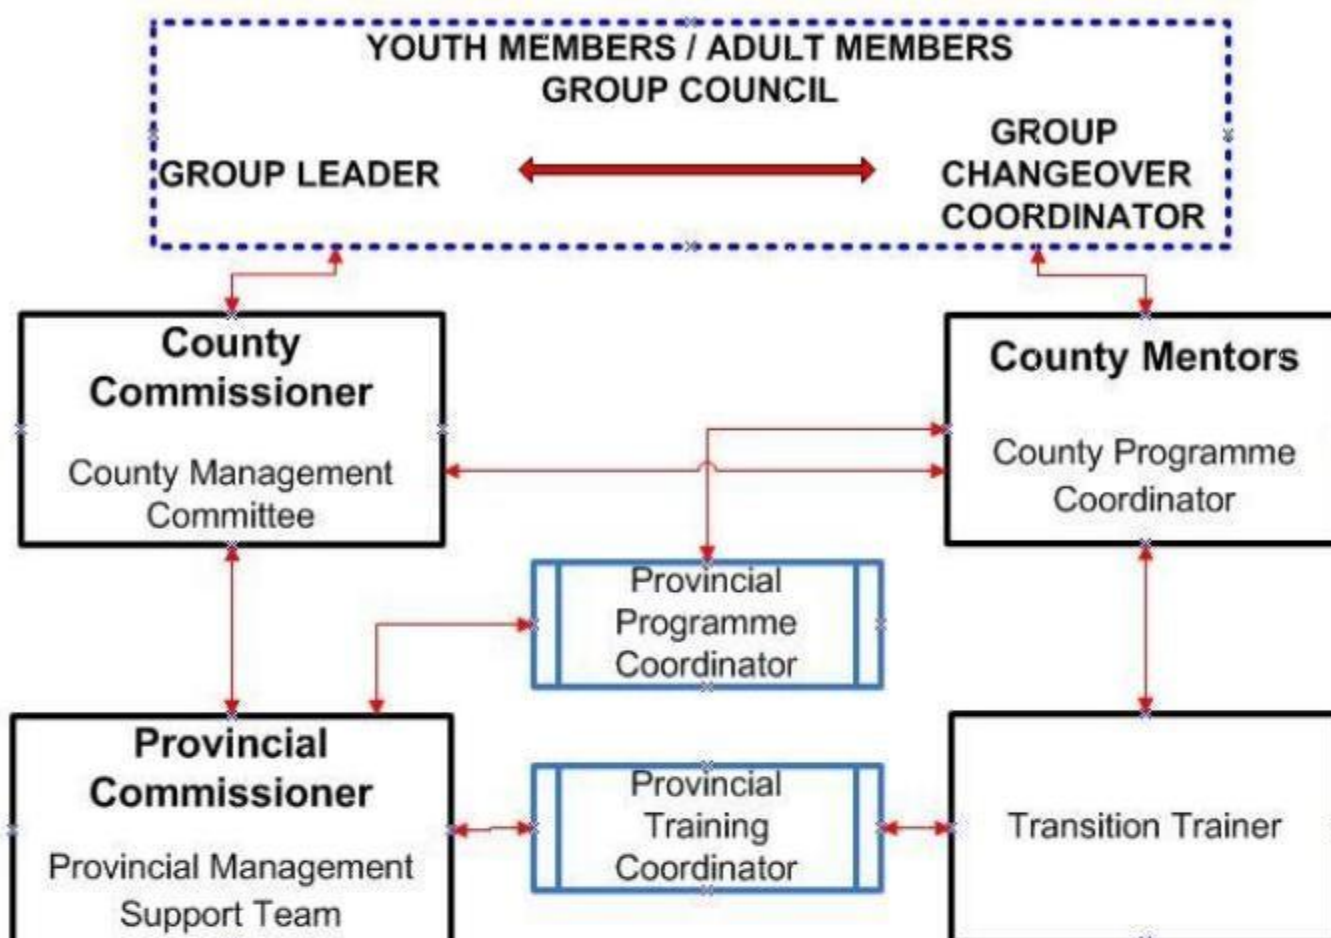 YOUTH MEMBERS / ADULT MEMBERS
GROUP COUNCIL
GROUP LEADER
GROUP
CHANGEOVER
COORDINATOR
County
Commissioner
County Management
Committee
County Mentors
County Programme
Coordinator
Provincial
Programme
Coordinator
Provincial
Commissioner
Provincial Management
Support Team
Provincial
Training
Coordinator
Transition Trainer